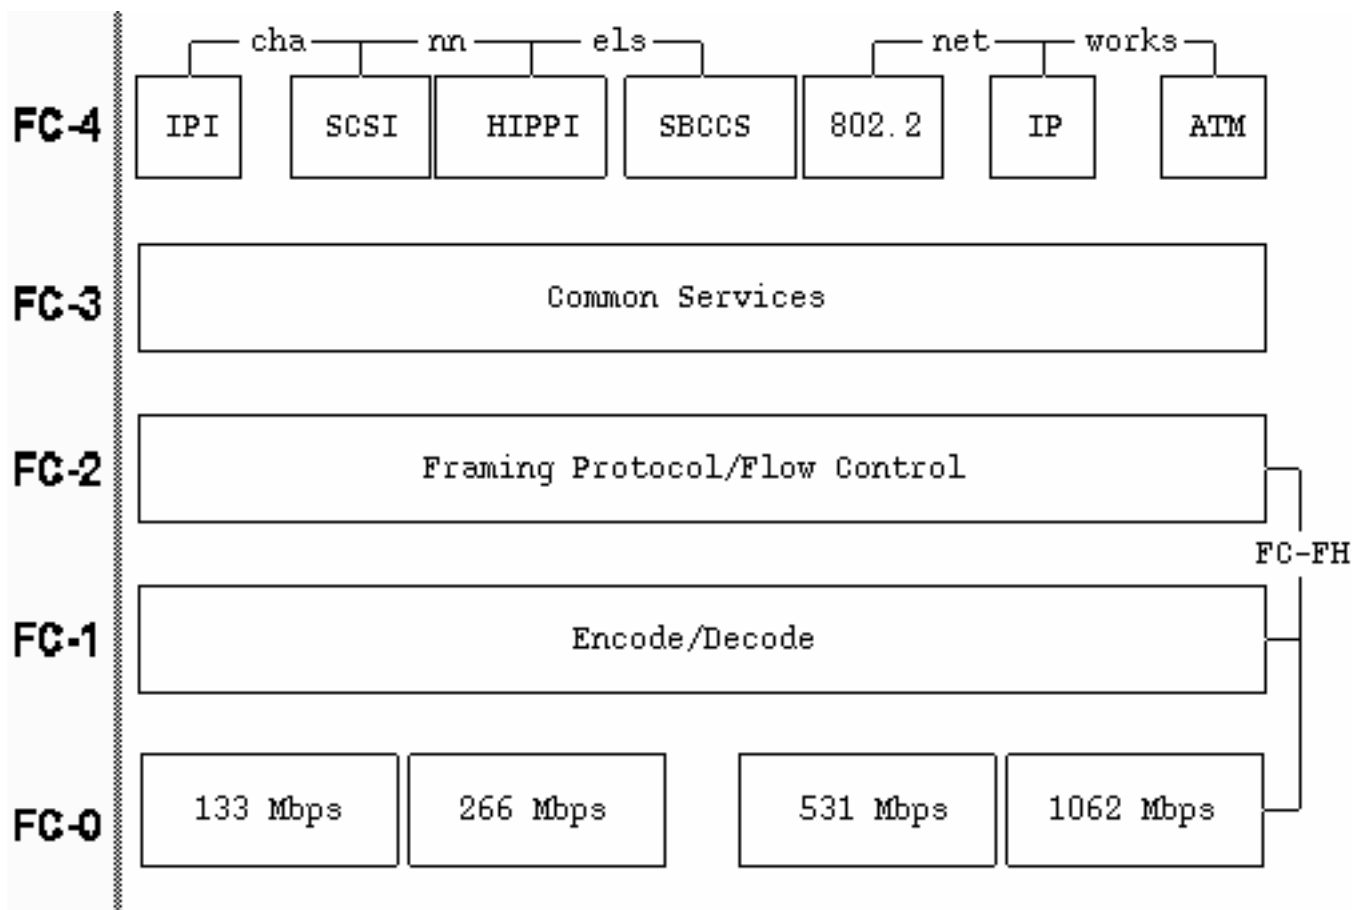 cha nn els net works
FC-4 IPI SCSI HIPPI SBCCS 802.2 IP ATM
FC-3 Common Services
FC-2 Framing Protocol/Flow Control
FC-FH
FC-1 Encode/Decode
FC-0 133 Mbps 266 Mbps 531 Mbps 1062 Mbps